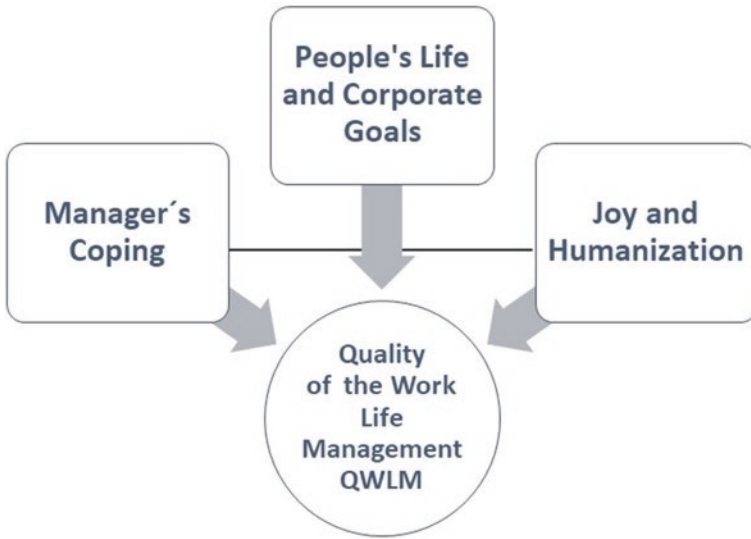 People's Life
and Corporate
Goals
Manager´s
Coping
Joy and
Humanization
Quality
of the Work
Life
Management
QWLM